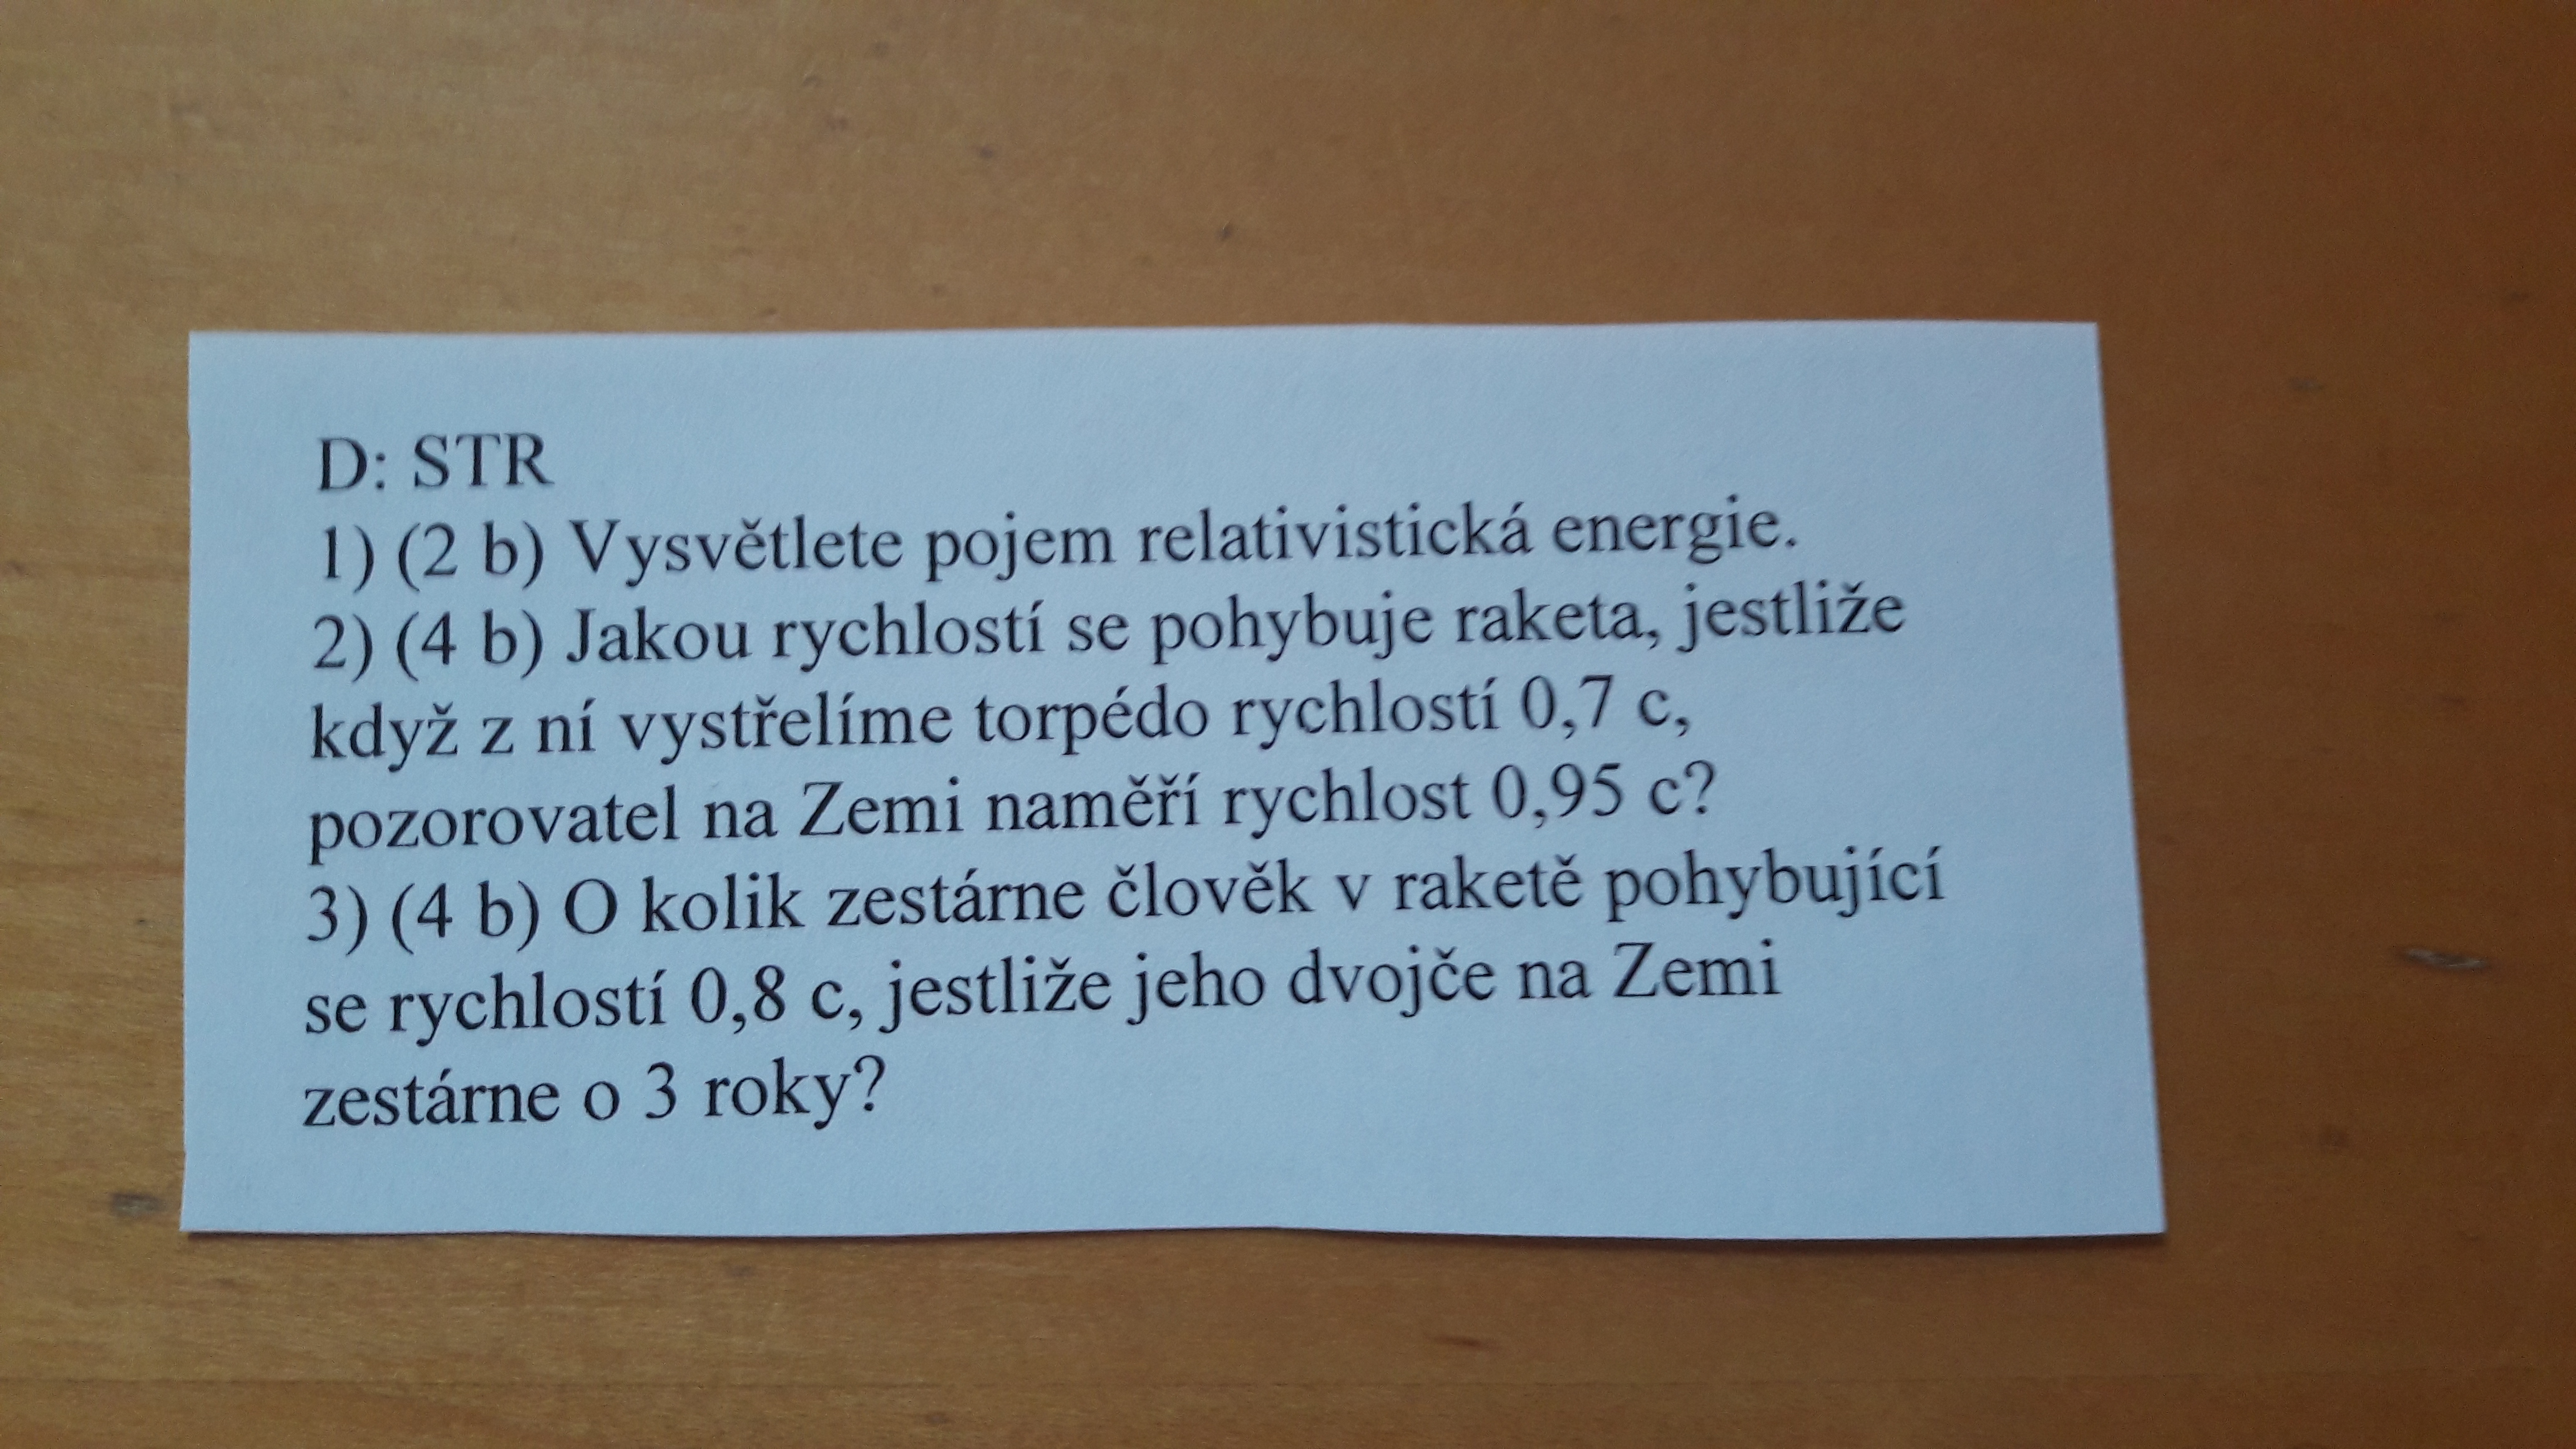 D: STR
1) (2 b) Vysvětlete pojem relativistická energie.
2) (4 b) Jakou rychlostí se pohybuje raketa, jestliže
když z ní vystřelíme torpédo rychlostí 0,7 c,
pozorovatel na Zemi naměří rychlost 0,95 c?
3) (4 b) O kolik zestárne člověk v raketě pohybující
se rychlostí 0,8 c, jestliže jeho dvojče na Zemi
zestárne o 3 roky?